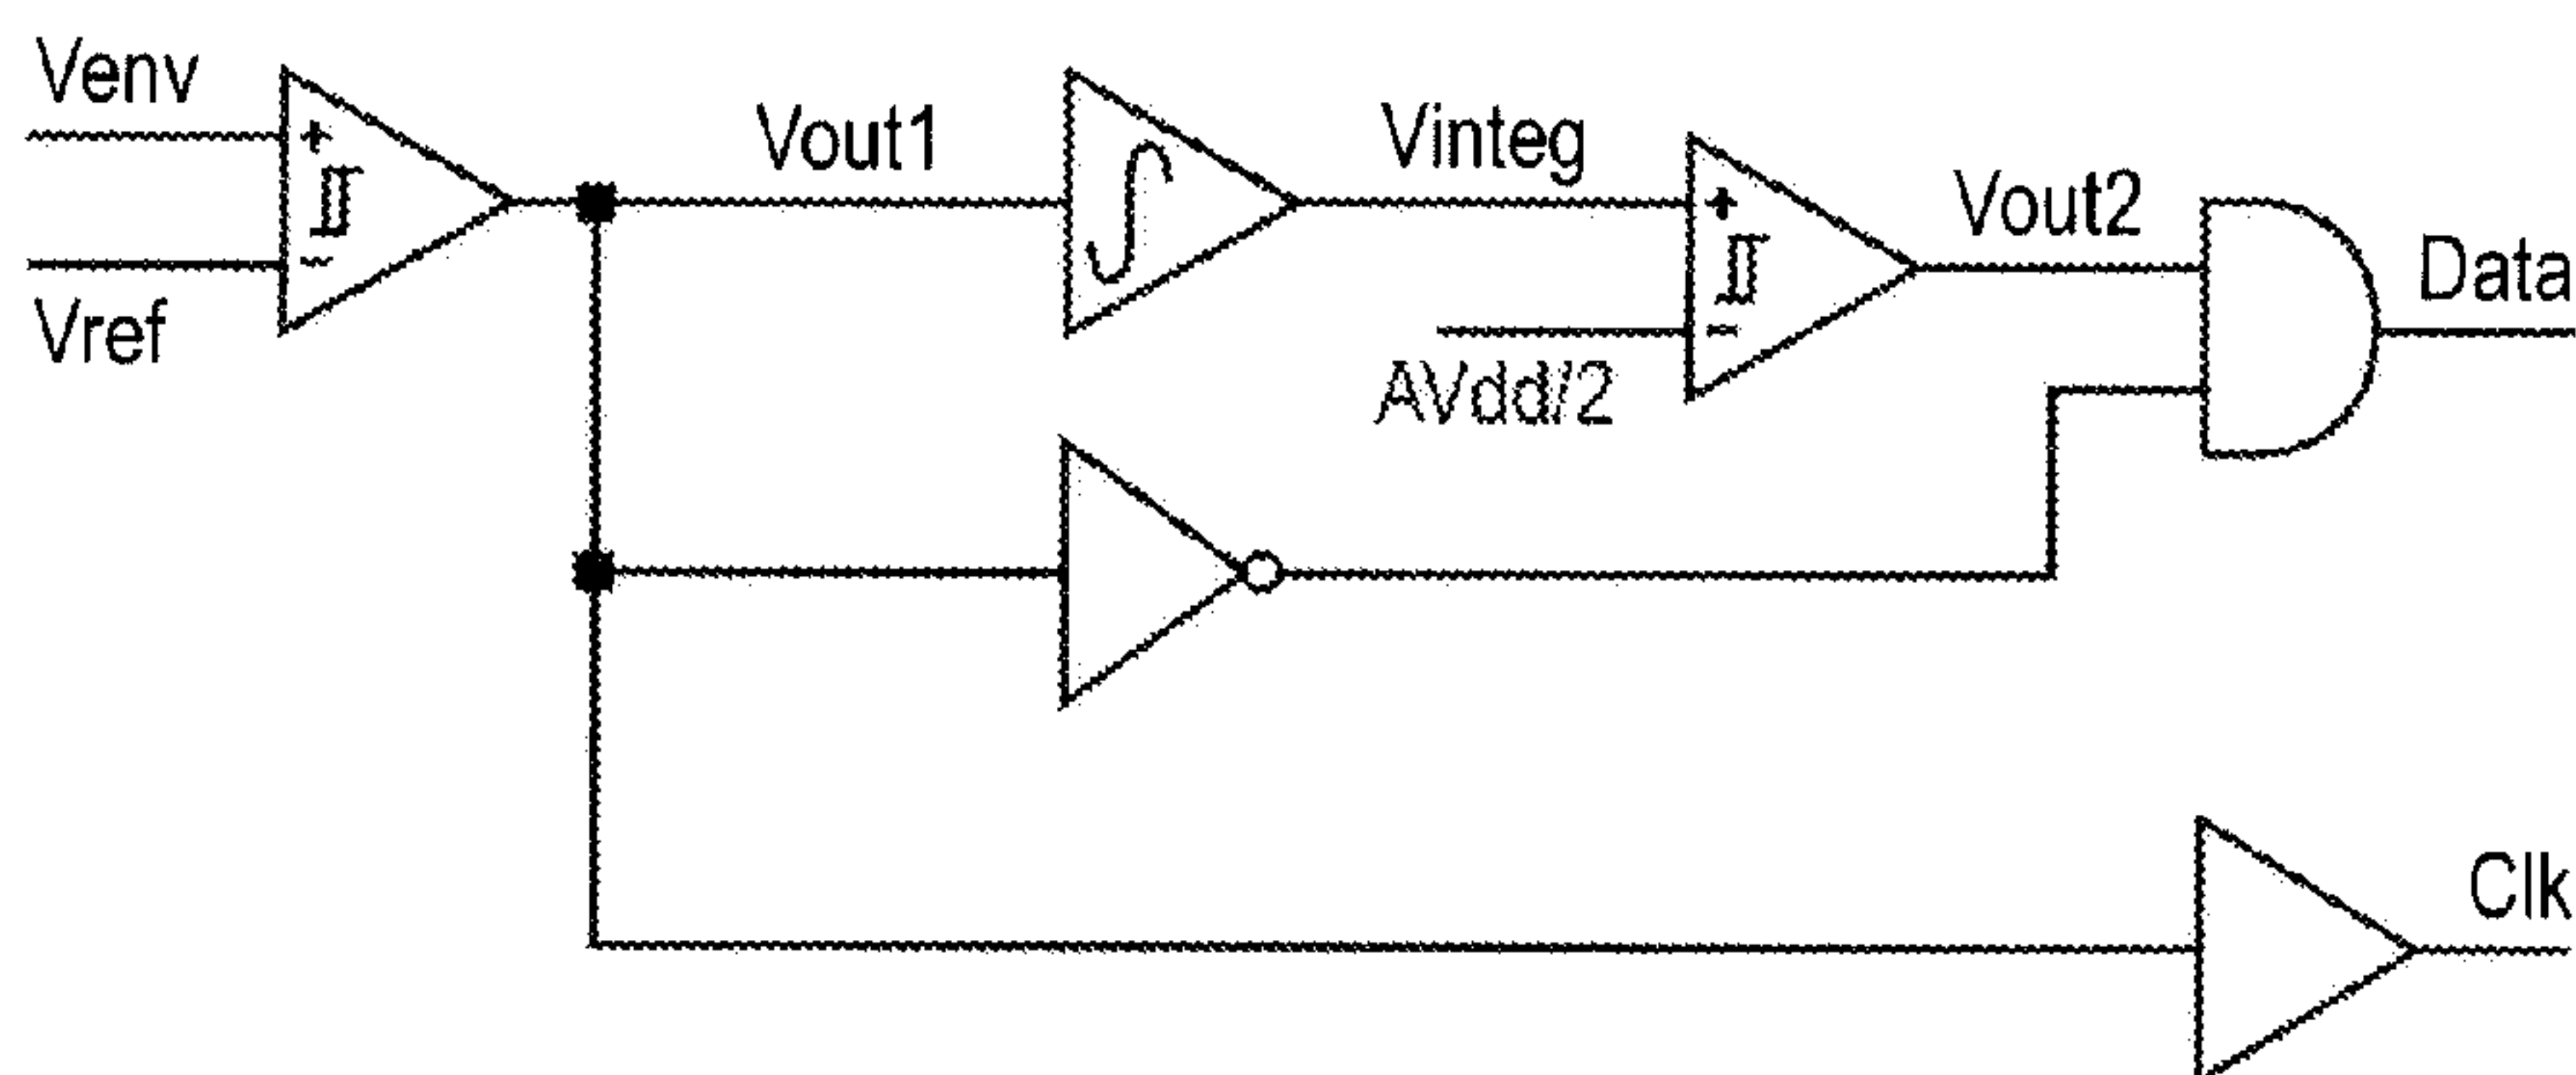 Venv
Vref
Vout1
Vinteg
AVdd/2
Vout2
Data
Clk